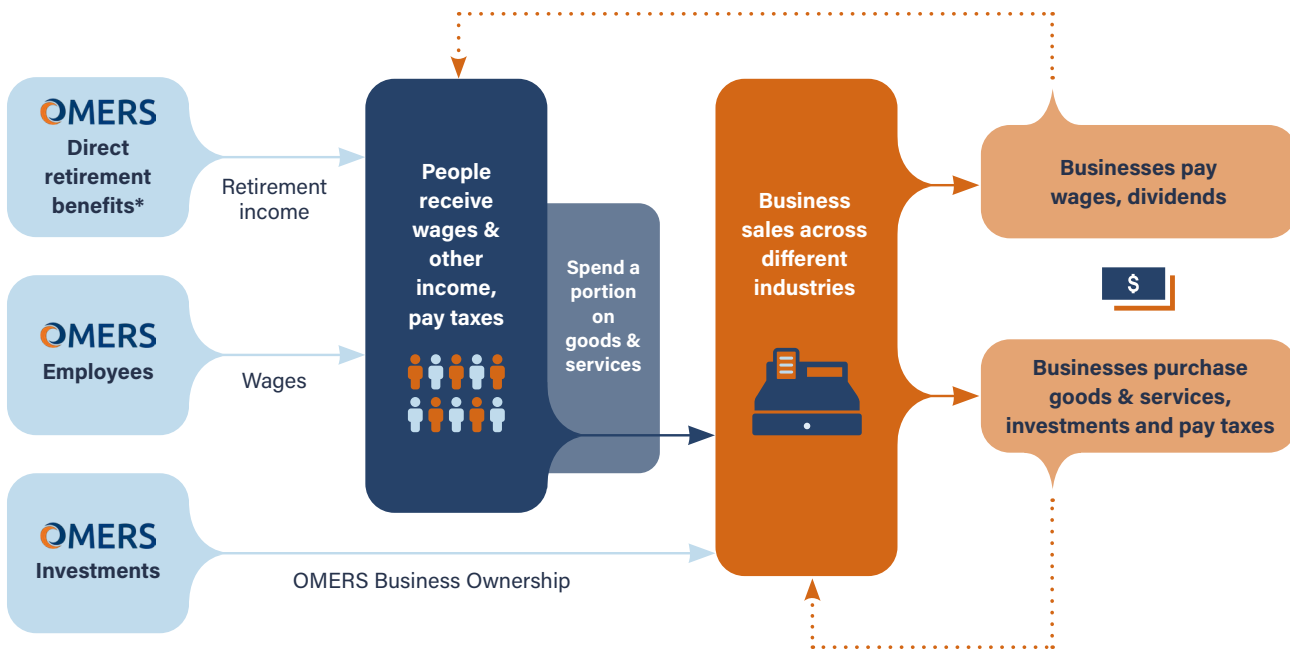 OMERS
Direct
retirement
benefits*
Retirement
income
OMERS
Employees
Wages
OMERS
Investments
OMERS Business Ownership
People
receive
wages &
other
income,
pay taxes
Spend a
portion
on
goods &
services
Business
sales across
different
industries
Businesses pay
wages, dividends
$
Businesses purchase
goods & services,
investments and pay taxes